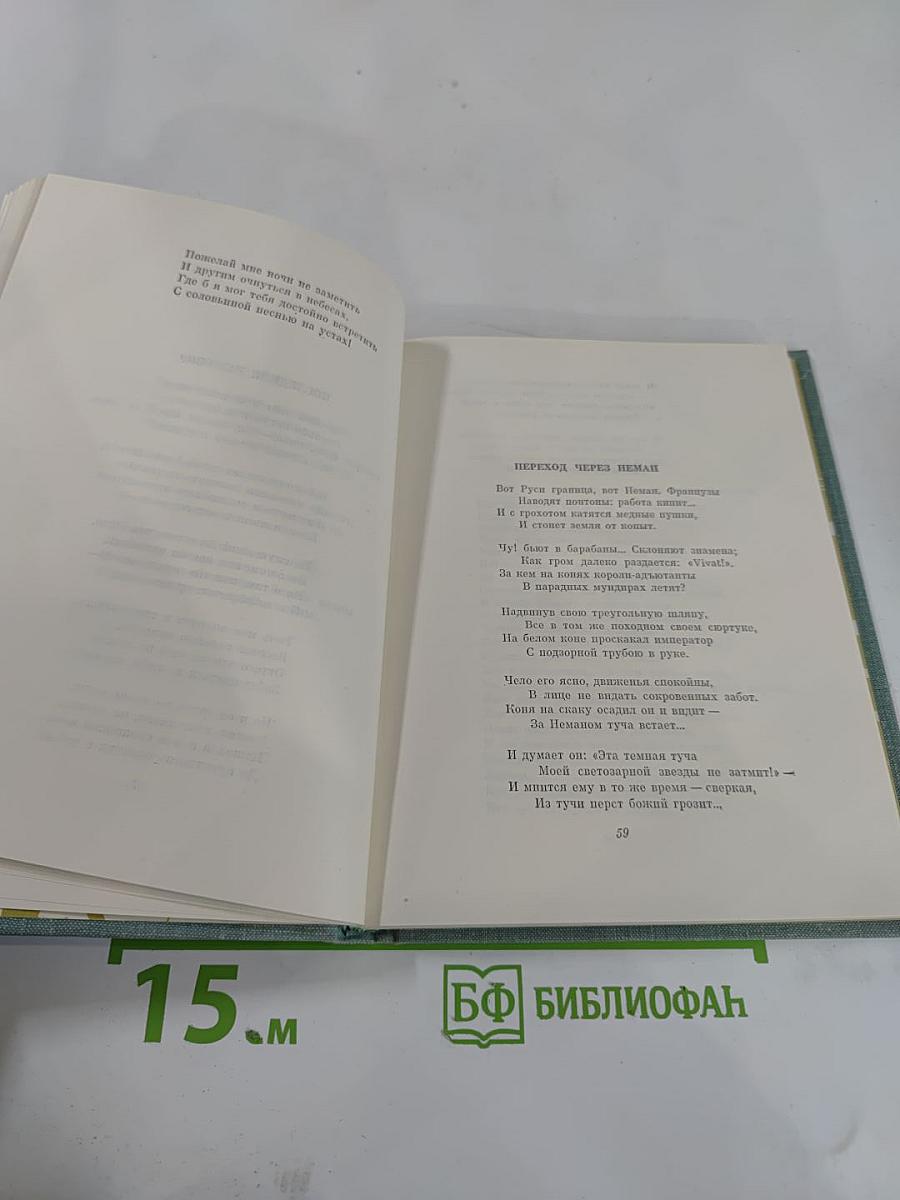 Пожелай мне ночи не заметить
И другим очнуться в небесах,
Где б я мог тебя достойно встретить
С соловьиной песнью на устах!
ПЕРЕХОД ЧЕРЕЗ НЕМАН
Вот Руси граница, вот Неман. Французы
Наводят понтоны: работа кипит...
И с грохотом катятся медные пушки,
И стонет земля от копыт.
Чу! бьют в барабаны... Склоняют знамена;
Как гром далеко раздается: «Vivat!».
За кем на конях короли-адъютанты
В парадных мундирах летят?
Надвинув свою треугольную шляпу,
Все в том же походном своем сюртуке,
На белом коне проскакал император
С подзорной трубою в руке.
Чело его ясно, движенья спокойны,
В лице не видать сокровенных забот.
Коня на скаку осадил он и видит —
За Неманом туча встает...
И думает он: «Эта темная туча
Моей светозарной звезды не затмит!» —
И мнится ему в то же время — сверкая,
Из тучи перст божий грозит...
59
15 .м
БФ БИБЛИОФАН